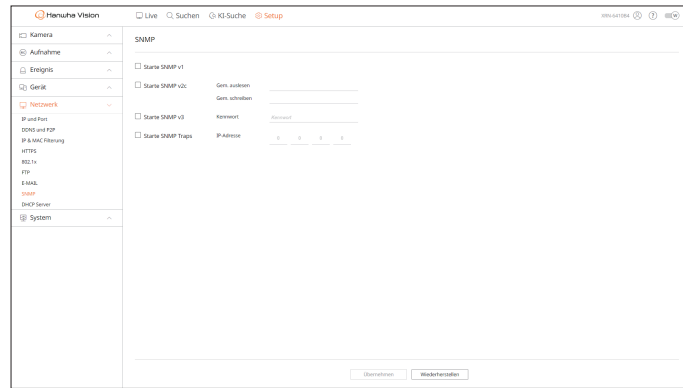 Hanwha Vision
Live Suchen KI-Suche Setup
Kamera
Aufnahme
Ereignis
Gerät
Netzwerk
IP und Port
DDNS und P2P
IP & MAC Filterung
HTTPS
802.1x
FTP
E-MAIL
SNMP
DHCP Server
System
SNMP
Starte SNMP v1
Starte SNMP v2c Gem. auslesen
Gem. schreiben
Starte SNMP v3 Kennwort Kennwort
Starte SNMP Traps IP-Adresse 0 0 0 0
Übernehmen Wiederherstellen